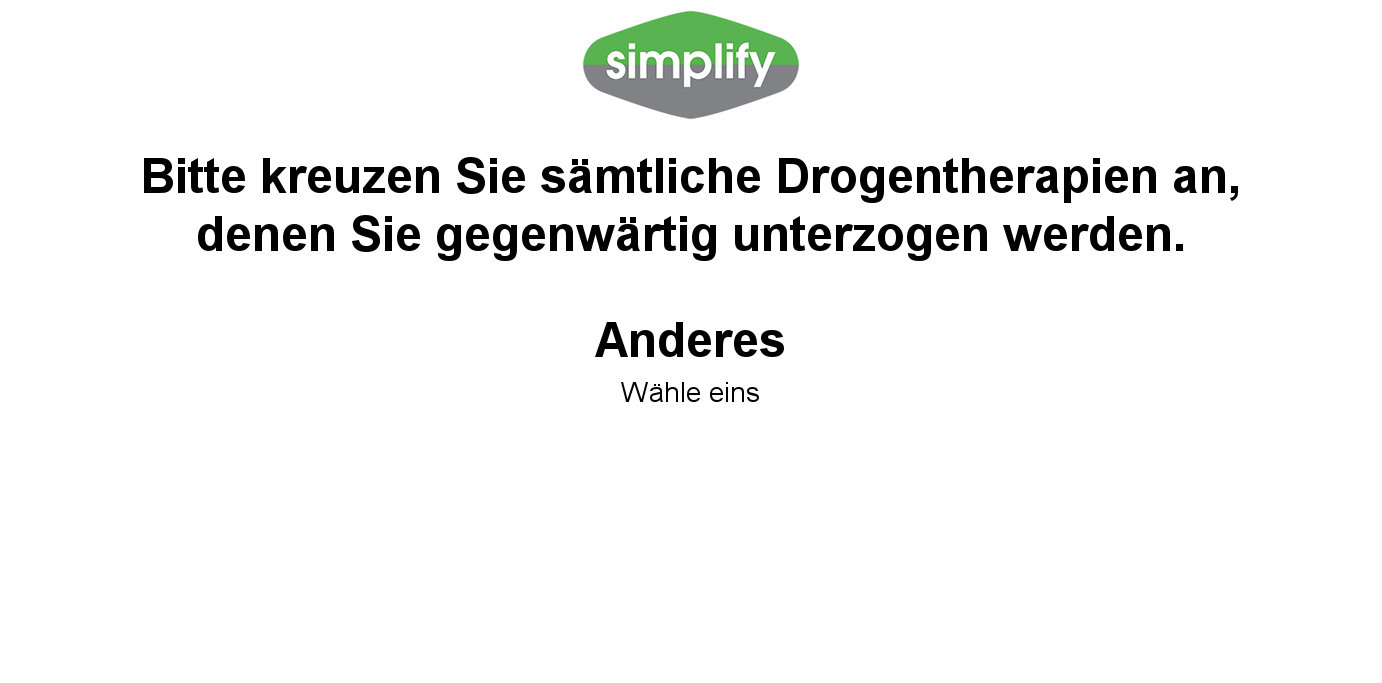 simplify
Bitte kreuzen Sie sämtliche Drogentherapien an,
denen Sie gegenwärtig unterzogen werden.
Anderes
Wähle eins